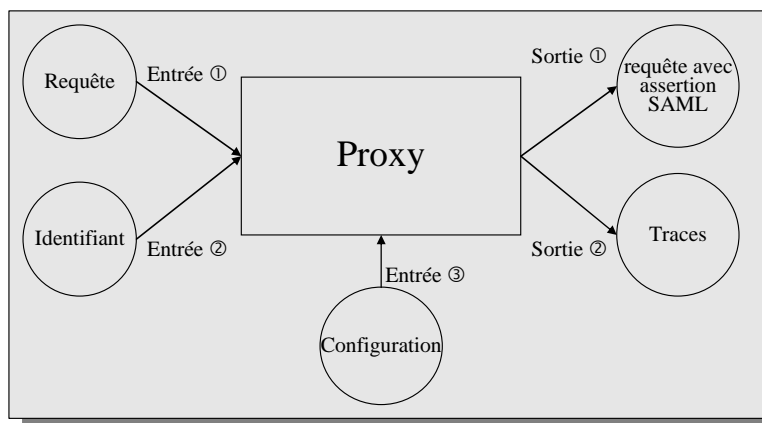 Requête
Entrée ①
Sortie ①
requête avec
assertion
SAML
Proxy
Identifiant
Entrée ②
Sortie ②
Traces
Entrée ③
Configuration